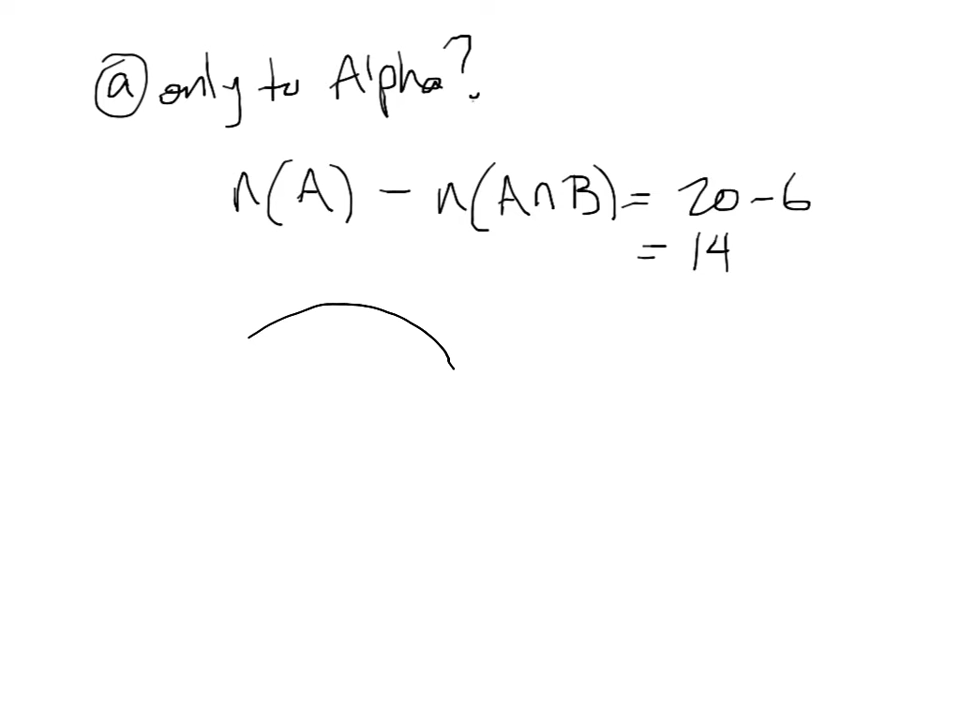 ⓐ only to Alpha?
n(A) - n(A∩B) = 20 - 6
= 14